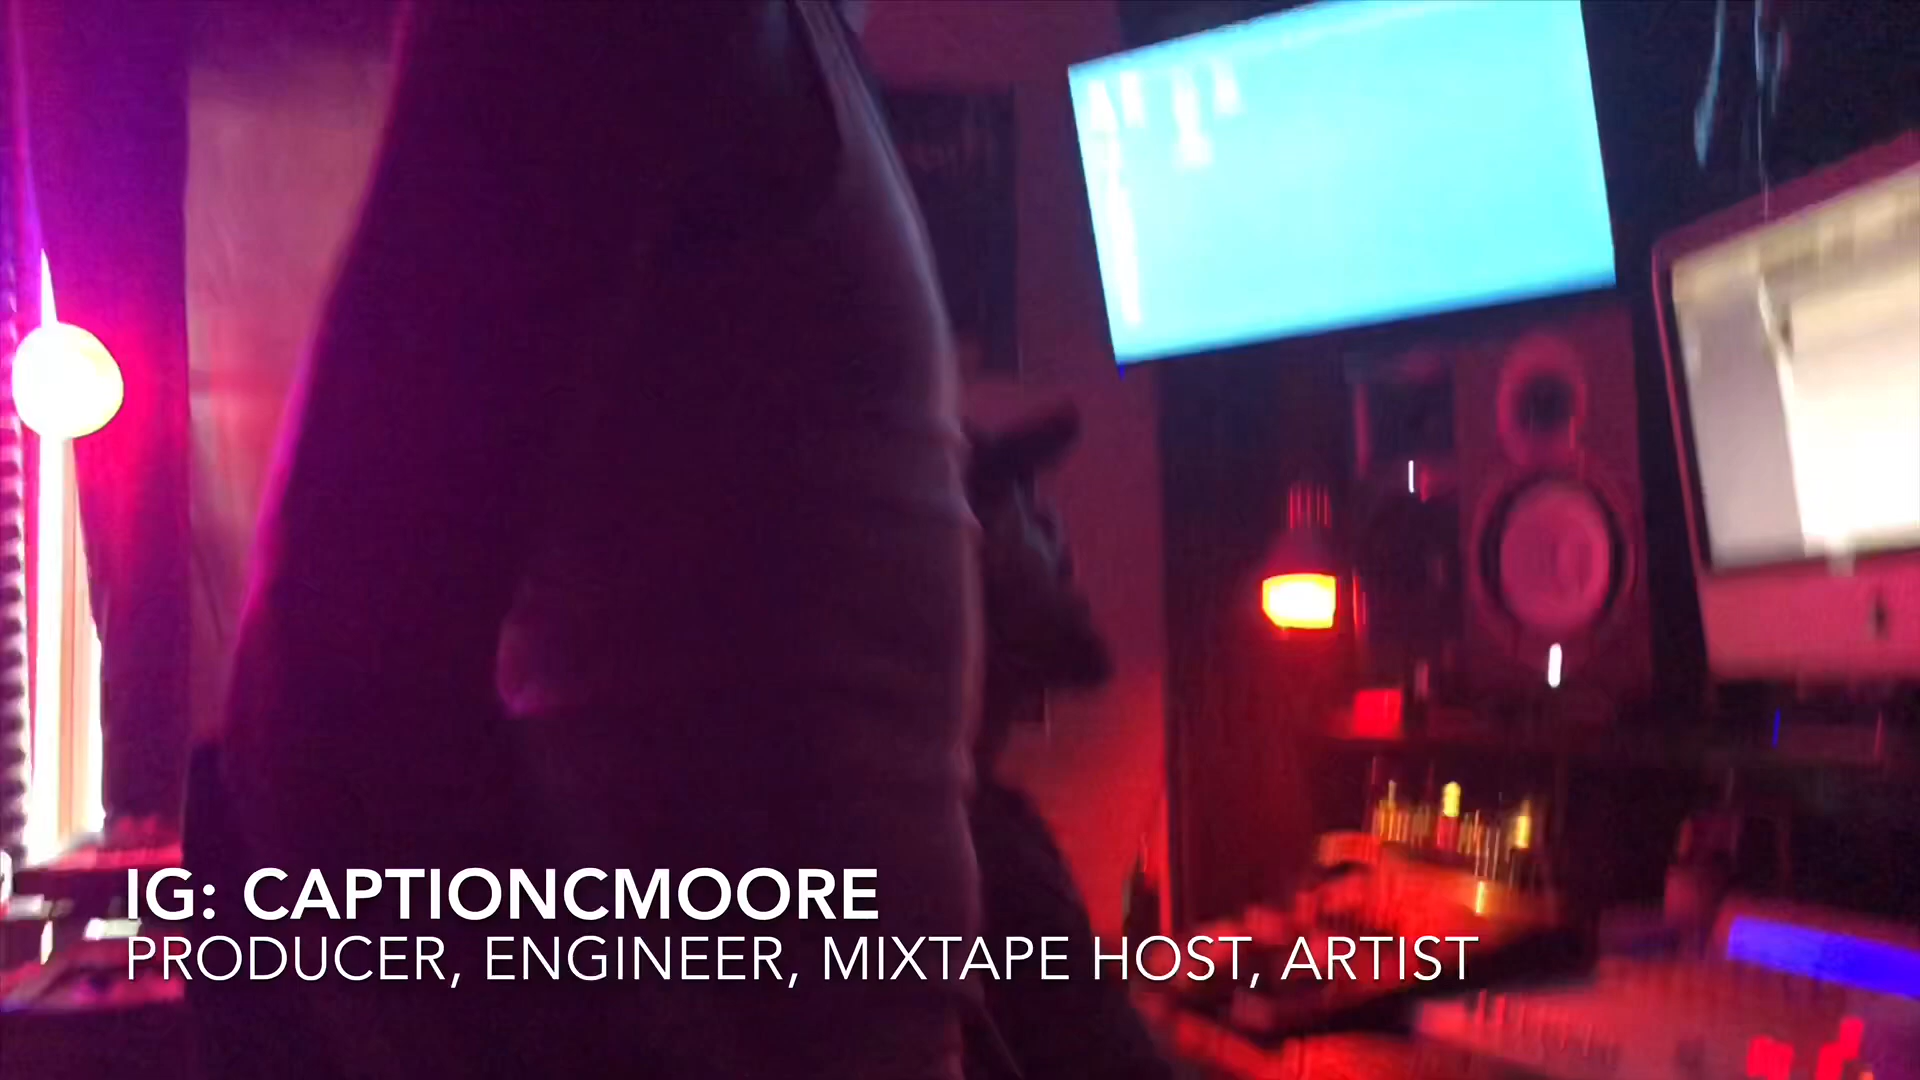 IG: CAPTIONCMOORE
PRODUCER, ENGINEER, MIXTAPE HOST, ARTIST